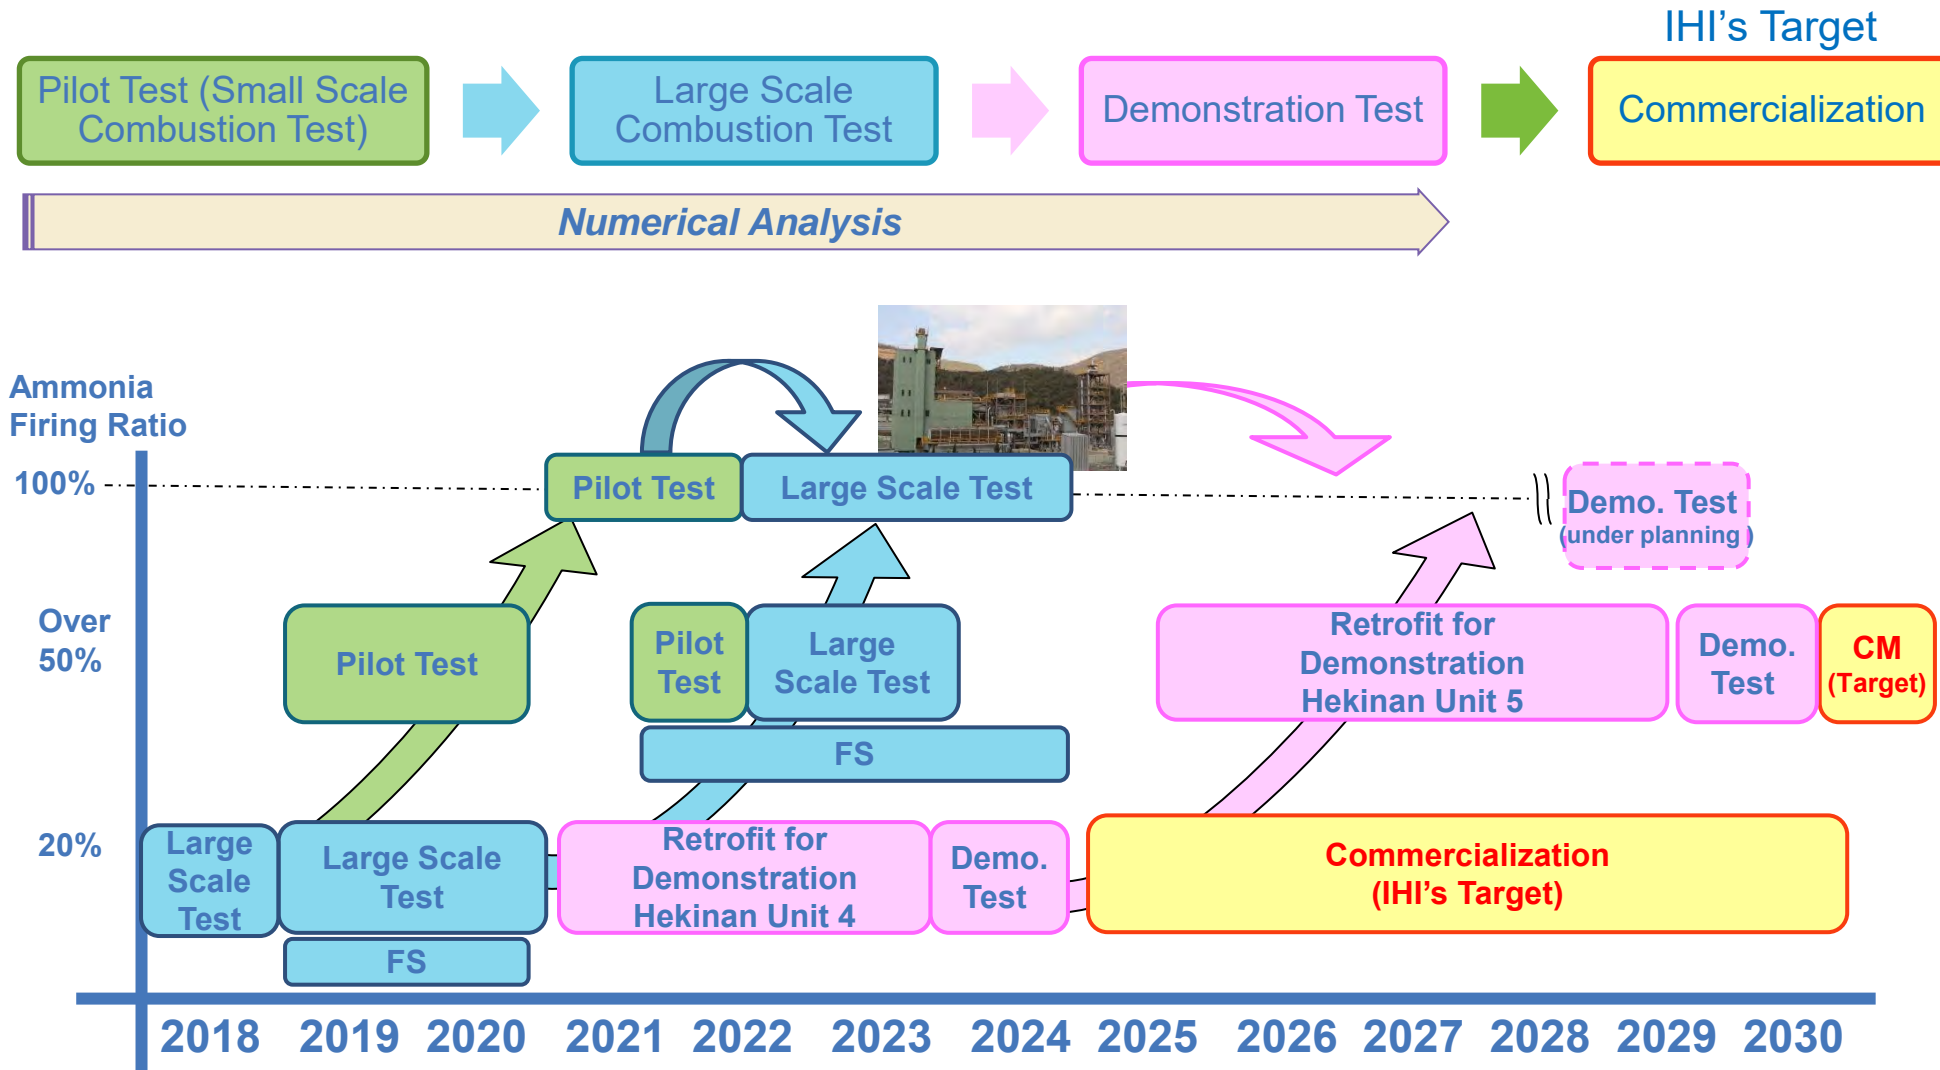 IHI’s Target
Pilot Test (Small Scale
Combustion Test)
Large Scale
Combustion Test
Demonstration Test
Commercialization
Numerical Analysis
Ammonia
Firing Ratio
100%
Pilot Test
Large Scale Test
Demo. Test
(under planning )
Over
50%
Pilot Test
Pilot
Test
Large
Scale Test
FS
Retrofit for
Demonstration
Hekinan Unit 5
Demo.
Test
CM
(Target)
20%
Large
Scale
Test
Large Scale
Test
FS
Retrofit for
Demonstration
Hekinan Unit 4
Demo.
Test
Commercialization
(IHI’s Target)
2018 2019 2020 2021 2022 2023 2024 2025 2026 2027 2028 2029 2030